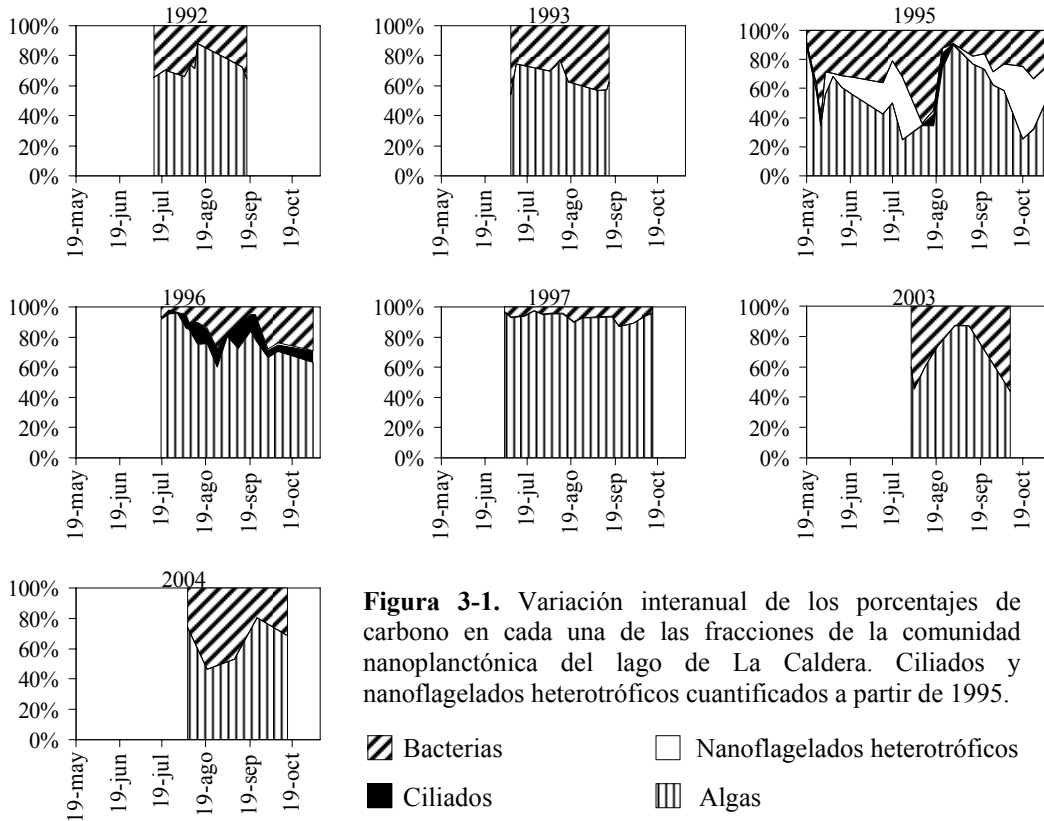 1992
100%
80%
60%
40%
20%
0%
19-may
19-jun
19-jul
19-ago
19-sep
19-oct
1993
100%
80%
60%
40%
20%
0%
19-may
19-jun
19-jul
19-ago
19-sep
19-oct
1995
100%
80%
60%
40%
20%
0%
19-may
19-jun
19-jul
19-ago
19-sep
19-oct
1996
100%
80%
60%
40%
20%
0%
19-may
19-jun
19-jul
19-ago
19-sep
19-oct
1997
100%
80%
60%
40%
20%
0%
19-may
19-jun
19-jul
19-ago
19-sep
19-oct
2003
100%
80%
60%
40%
20%
0%
19-may
19-jun
19-jul
19-ago
19-sep
19-oct
2004
100%
80%
60%
40%
20%
0%
19-may
19-jun
19-jul
19-ago
19-sep
19-oct
Figura 3-1. Variación interanual de los porcentajes de
carbono en cada una de las fracciones de la comunidad
nanoplanctónica del lago de La Caldera. Ciliados y
nanoflagelados heterotróficos cuantificados a partir de 1995.
Bacterias
Nanoflagelados heterotróficos
Ciliados
Algas